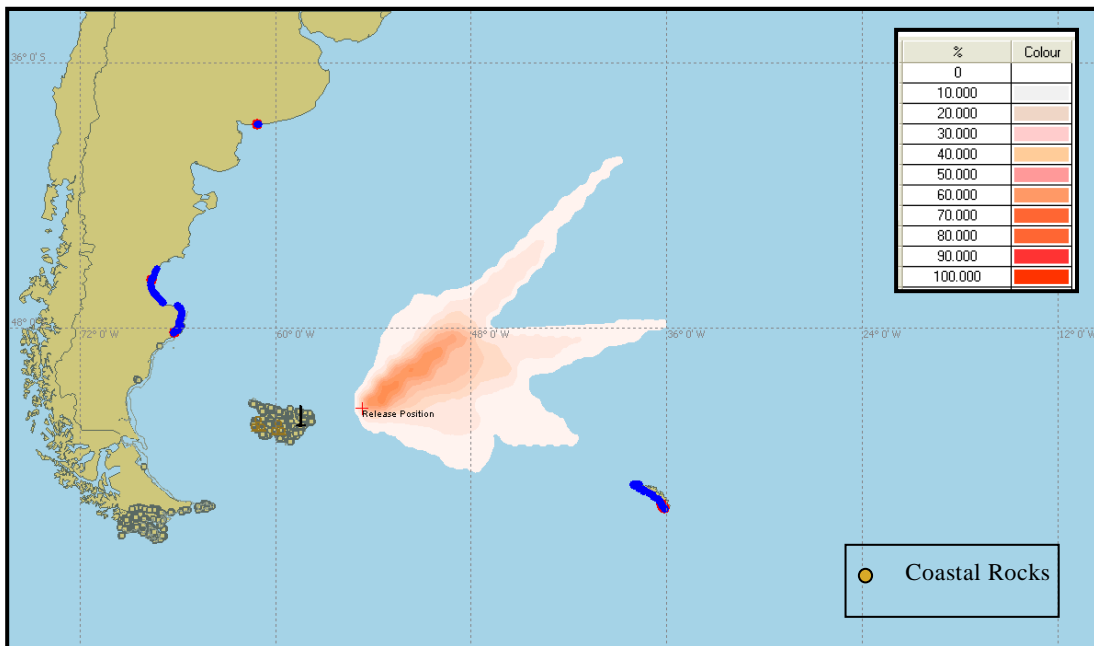 36° 0' S
% Colour
0
10.000
20.000
30.000
40.000
50.000
60.000
70.000
80.000
90.000
100.000
48° 0'
72° 0' W
60° 0' W
48° 0' W
36° 0' W
24° 0' W
12° 0' W
Release Position
1
Coastal Rocks